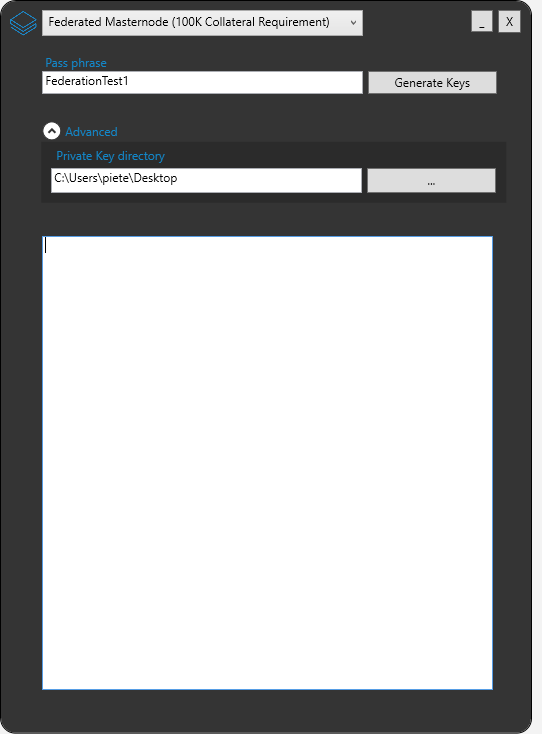 Federated Masternode (100K Collateral Requirement)
_
X
Pass phrase
FederationTest1
Generate Keys
Advanced
Private Key directory
C:\Users\piete\Desktop
...